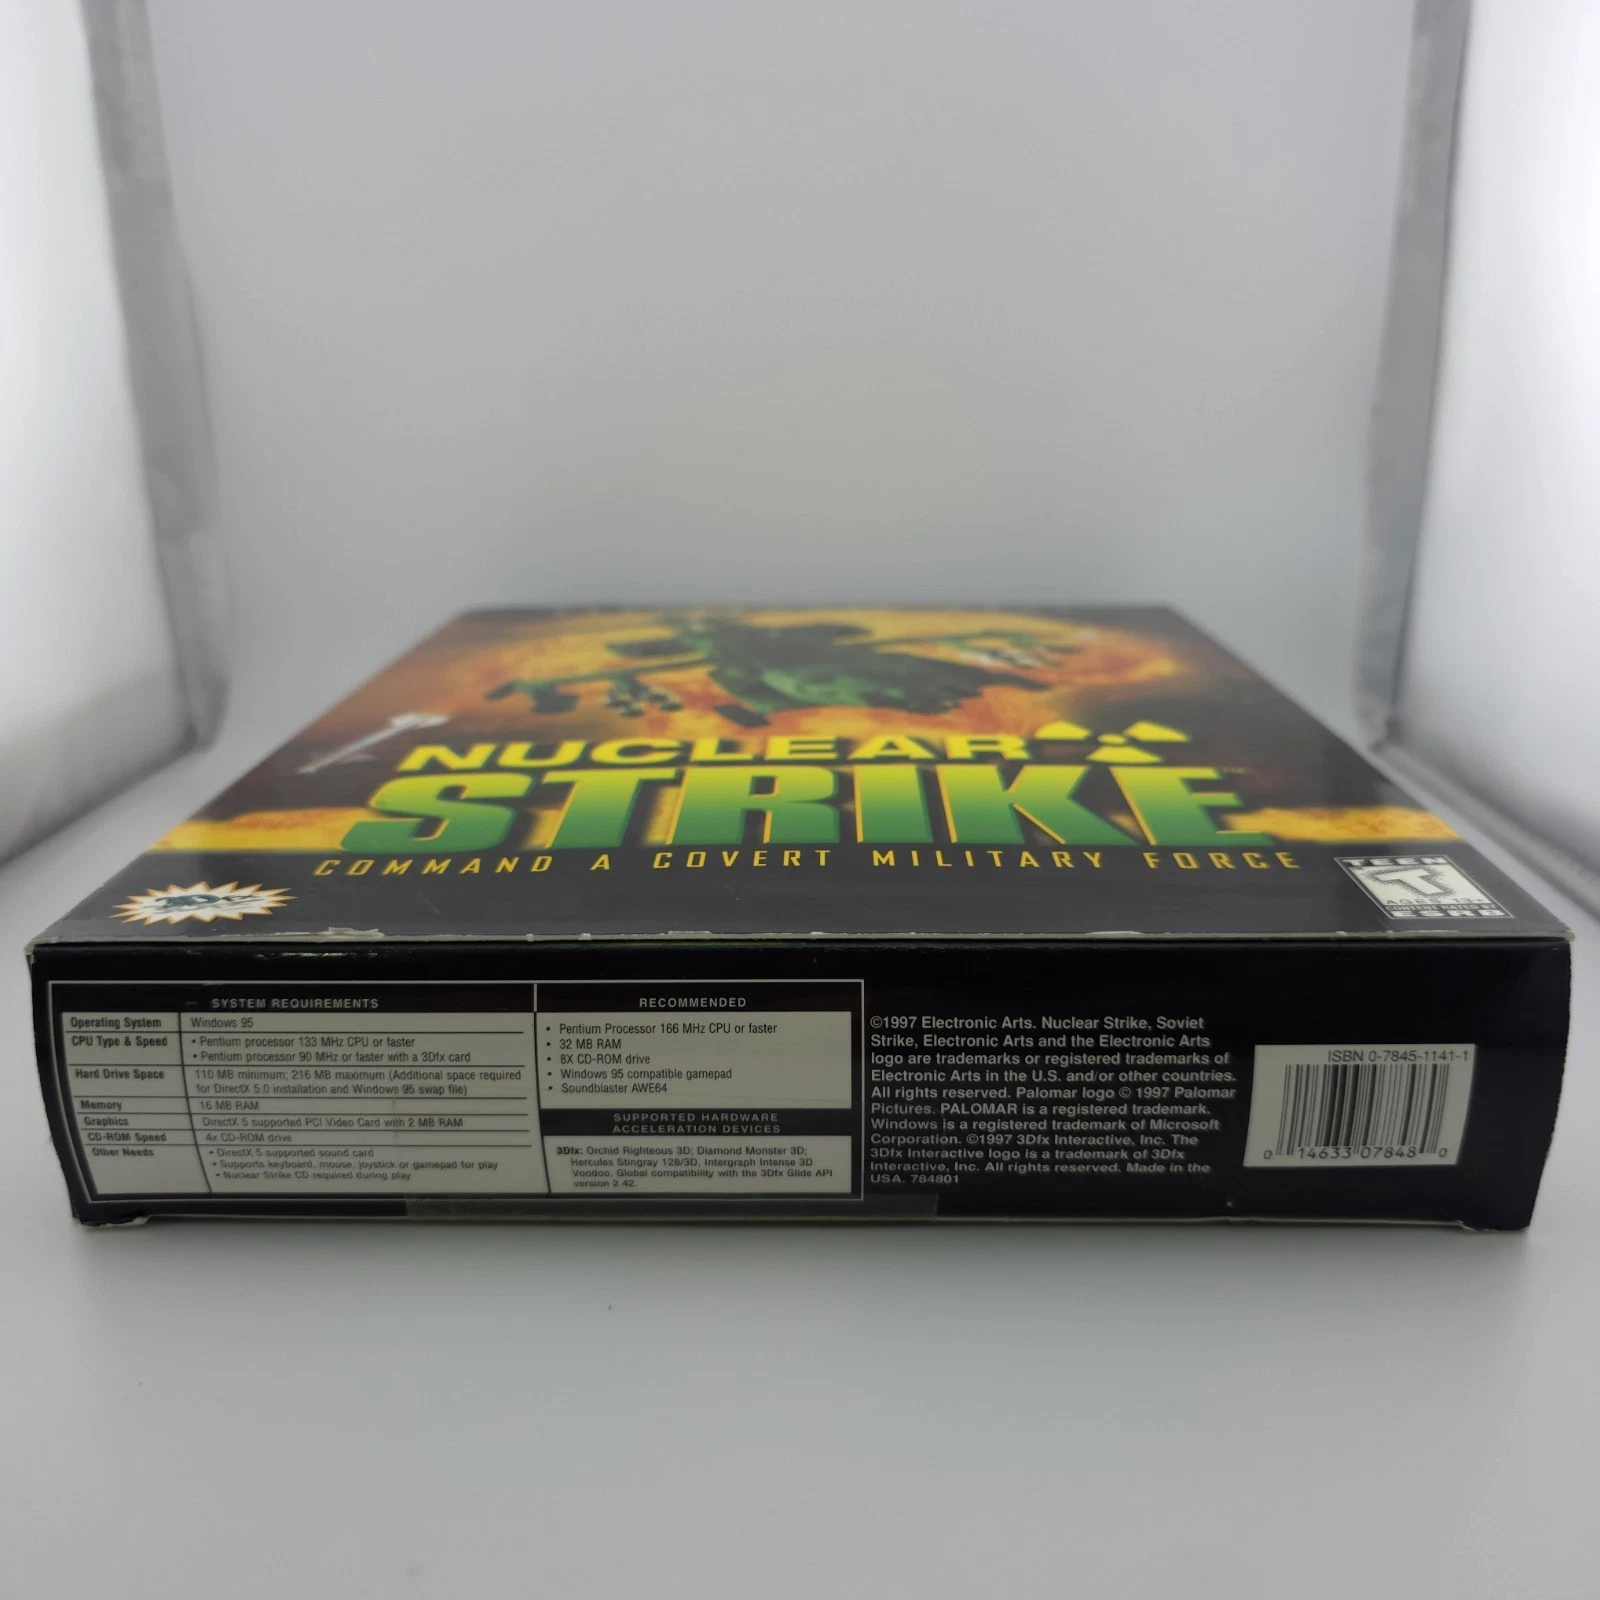 NUCLEAR
STRIKE
COMMAND A COVERT MILITARY FORCE
TEEN
T
AGES 13+
CONTENT RATED BY
ESRB
SYSTEM REQUIREMENTS
Operating System Windows 95
CPU Type & Speed • Pentium processor 133 MHz CPU or faster
• Pentium processor 90 MHz or faster with a 3Dfx card
Hard Drive Space 110 MB minimum; 216 MB maximum (Additional space required
for DirectX 5.0 installation and Windows 95 swap file)
Memory 16 MB RAM
Graphics DirectX 5 supported PCI Video Card with 2 MB RAM
CD-ROM Speed 4x CD-ROM drive
Other Needs • DirectX 5 supported sound card
• Supports keyboard, mouse, joystick or gamepad for play
• Nuclear Strike CD required during play
RECOMMENDED
• Pentium Processor 166 MHz CPU or faster
• 32 MB RAM
• 8X CD-ROM drive
• Windows 95 compatible gamepad
• Soundblaster AWE64
SUPPORTED HARDWARE
ACCELERATION DEVICES
3Dfx: Orchid Righteous 3D; Diamond Monster 3D;
Hercules Stingray 128/3D, Intergraph Intense 3D
Voodoo. Global compatibility with the 3Dfx Glide API
version 2.42.
©1997 Electronic Arts. Nuclear Strike, Soviet
Strike, Electronic Arts and the Electronic Arts
logo are trademarks or registered trademarks of
Electronic Arts in the U.S. and/or other countries.
All rights reserved. Palomar logo © 1997 Palomar
Pictures. PALOMAR is a registered trademark.
Windows is a registered trademark of Microsoft
Corporation. ©1997 3Dfx Interactive, Inc. The
3Dfx Interactive logo is a trademark of 3Dfx
Interactive, Inc. All rights reserved. Made in the
USA. 784801
ISBN 0-7845-1141-1
0 14633 07848 0